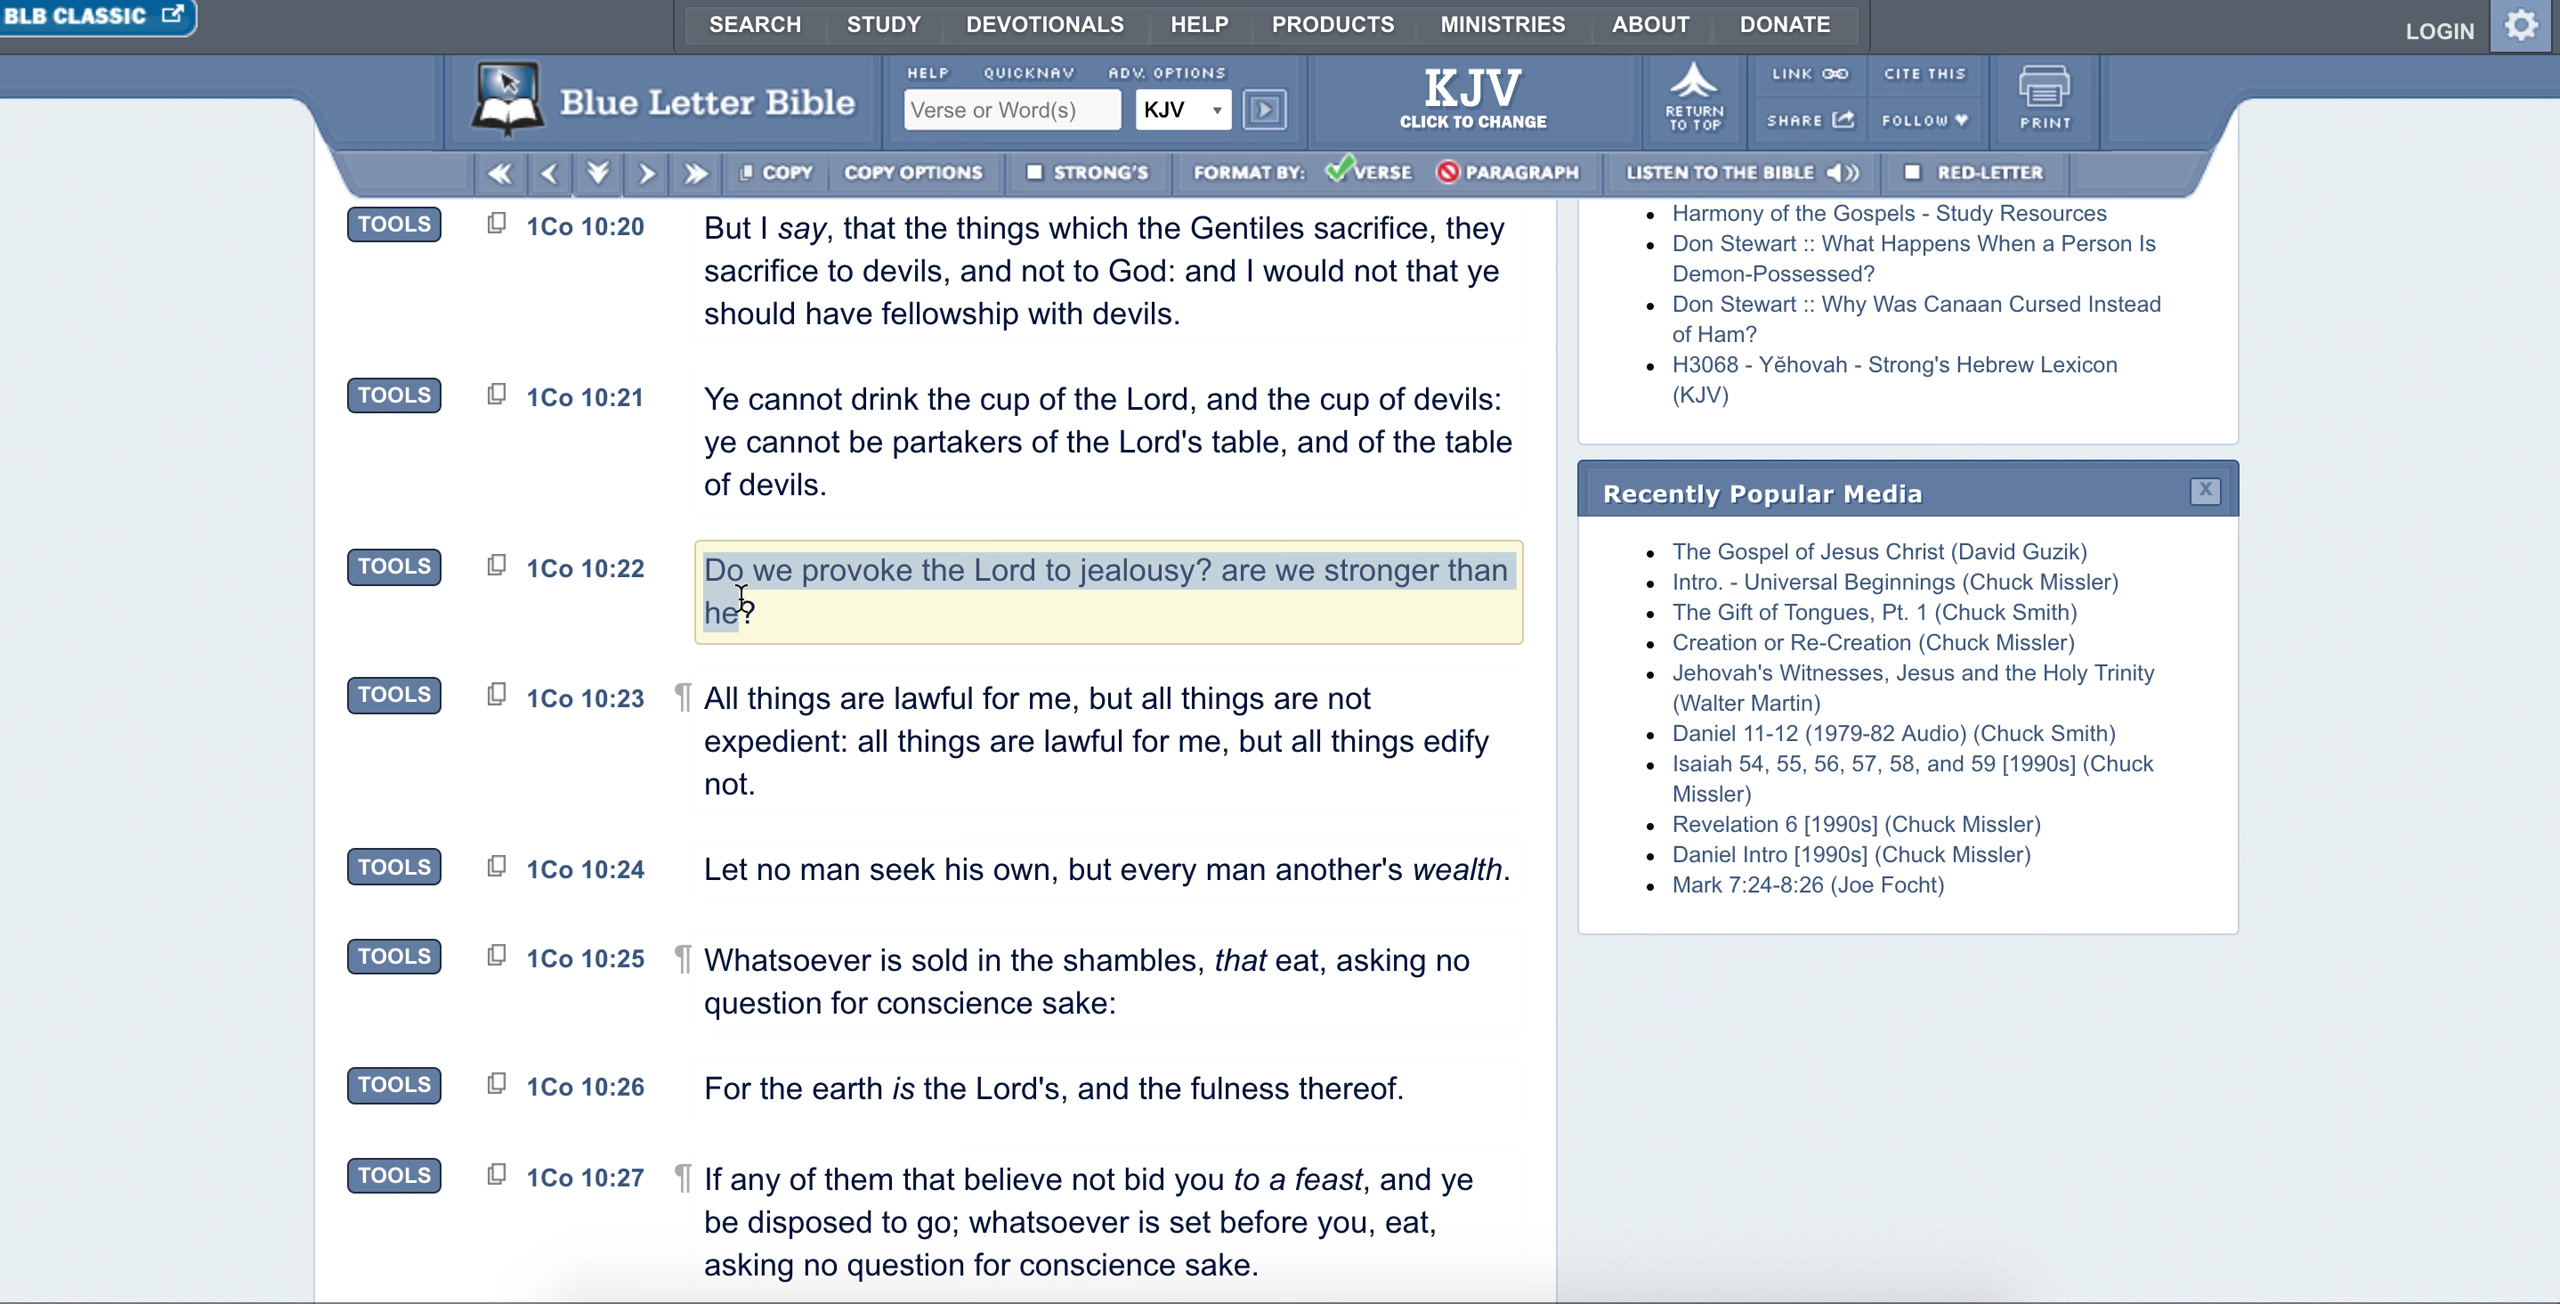 BLB CLASSIC
SEARCH STUDY DEVOTIONALS HELP PRODUCTS MINISTRIES ABOUT DONATE
LOGIN
Blue Letter Bible
HELP QUICKNAV ADV. OPTIONS
Verse or Word(s) KJV
KJV
CLICK TO CHANGE
RETURN
TO TOP
LINK CITE THIS
SHARE FOLLOW
PRINT
COPY COPY OPTIONS STRONG'S FORMAT BY: VERSE PARAGRAPH LISTEN TO THE BIBLE RED-LETTER
TOOLS 1Co 10:20 But I say, that the things which the Gentiles sacrifice, they
sacrifice to devils, and not to God: and I would not that ye
should have fellowship with devils.
TOOLS 1Co 10:21 Ye cannot drink the cup of the Lord, and the cup of devils:
ye cannot be partakers of the Lord's table, and of the table
of devils.
TOOLS 1Co 10:22 Do we provoke the Lord to jealousy? are we stronger than
he?
TOOLS 1Co 10:23 ¶ All things are lawful for me, but all things are not
expedient: all things are lawful for me, but all things edify
not.
TOOLS 1Co 10:24 Let no man seek his own, but every man another's wealth.
TOOLS 1Co 10:25 ¶ Whatsoever is sold in the shambles, that eat, asking no
question for conscience sake:
TOOLS 1Co 10:26 For the earth is the Lord's, and the fulness thereof.
TOOLS 1Co 10:27 ¶ If any of them that believe not bid you to a feast, and ye
be disposed to go; whatsoever is set before you, eat,
asking no question for conscience sake.
Harmony of the Gospels - Study Resources
Don Stewart :: What Happens When a Person Is
Demon-Possessed?
Don Stewart :: Why Was Canaan Cursed Instead
of Ham?
H3068 - Yĕhovah - Strong's Hebrew Lexicon
(KJV)
Recently Popular Media X
The Gospel of Jesus Christ (David Guzik)
Intro. - Universal Beginnings (Chuck Missler)
The Gift of Tongues, Pt. 1 (Chuck Smith)
Creation or Re-Creation (Chuck Missler)
Jehovah's Witnesses, Jesus and the Holy Trinity
(Walter Martin)
Daniel 11-12 (1979-82 Audio) (Chuck Smith)
Isaiah 54, 55, 56, 57, 58, and 59 [1990s] (Chuck
Missler)
Revelation 6 [1990s] (Chuck Missler)
Daniel Intro [1990s] (Chuck Missler)
Mark 7:24-8:26 (Joe Focht)